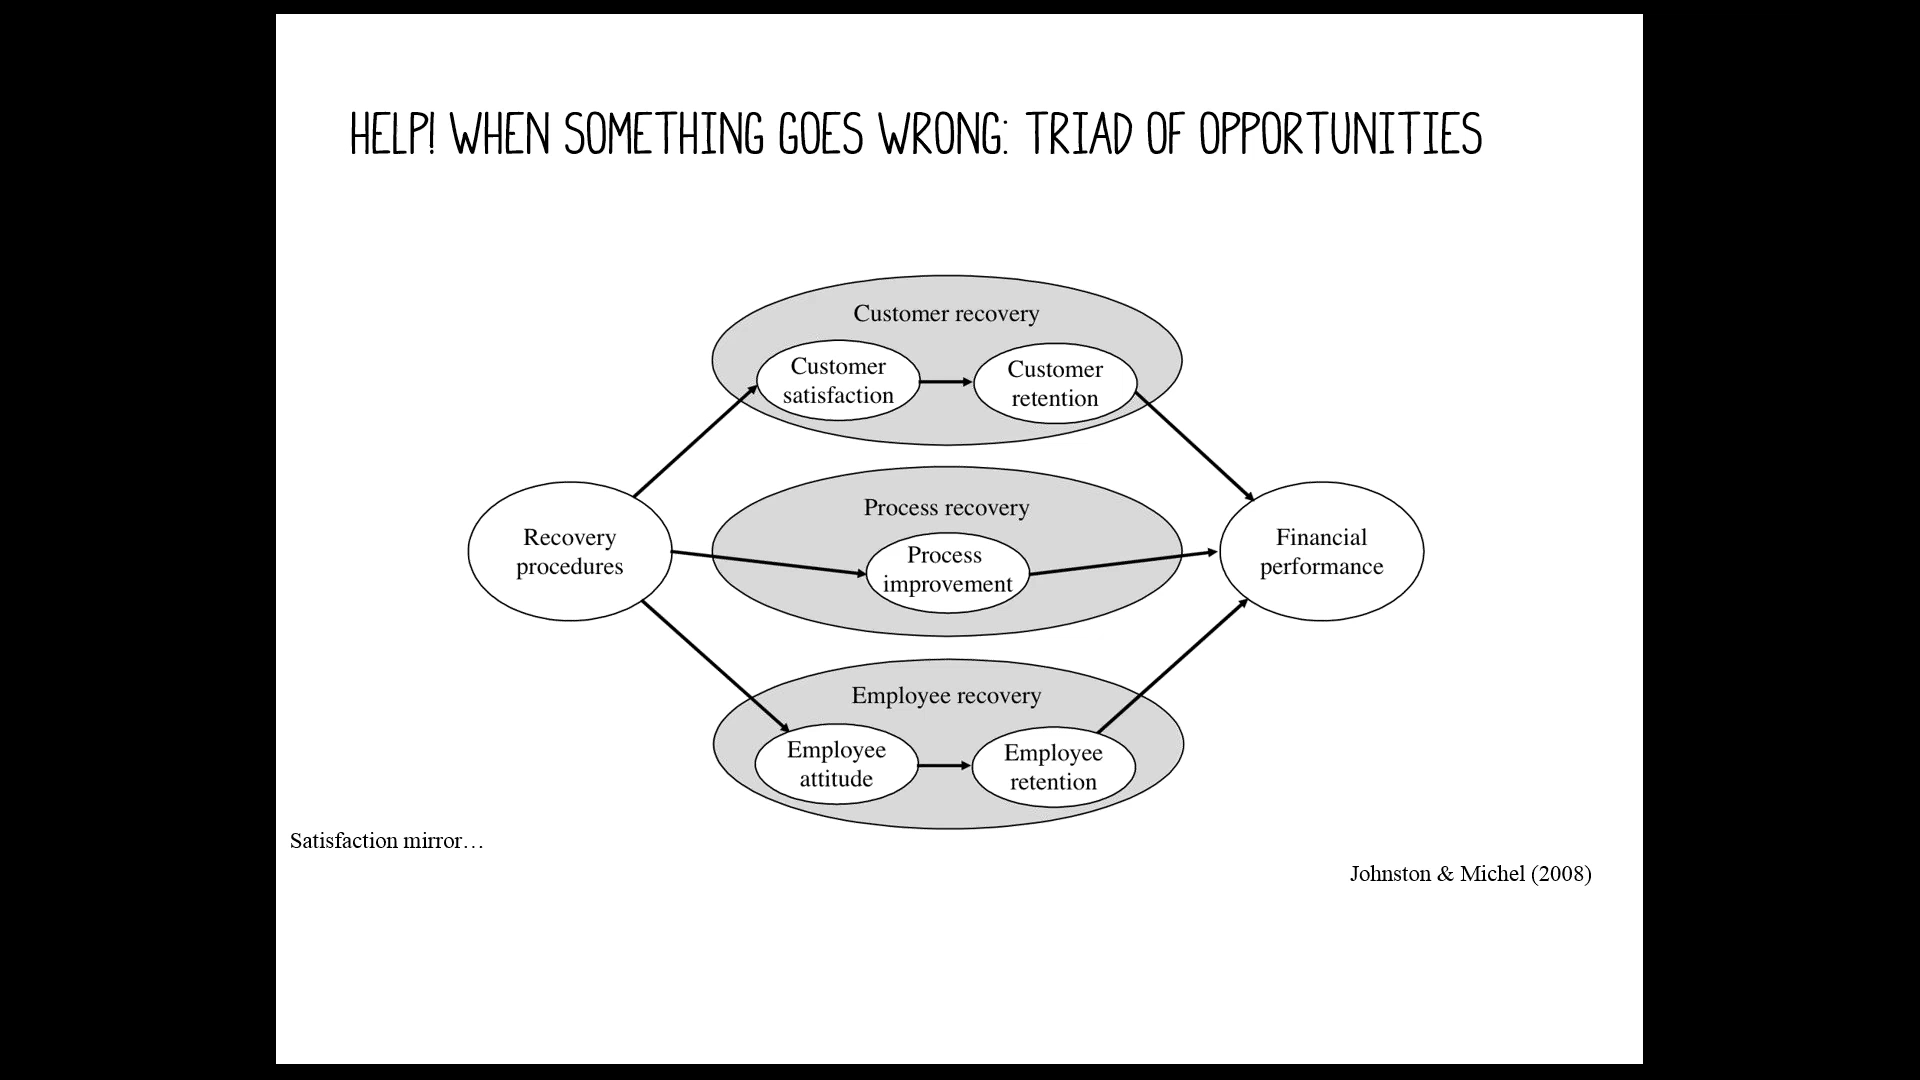 HELP! WHEN SOMETHING GOES WRONG: TRIAD OF OPPORTUNITIES
Customer recovery
Customer
satisfaction
Customer
retention
Process recovery
Process
improvement
Recovery
procedures
Financial
performance
Employee recovery
Employee
attitude
Employee
retention
Satisfaction mirror…
Johnston & Michel (2008)